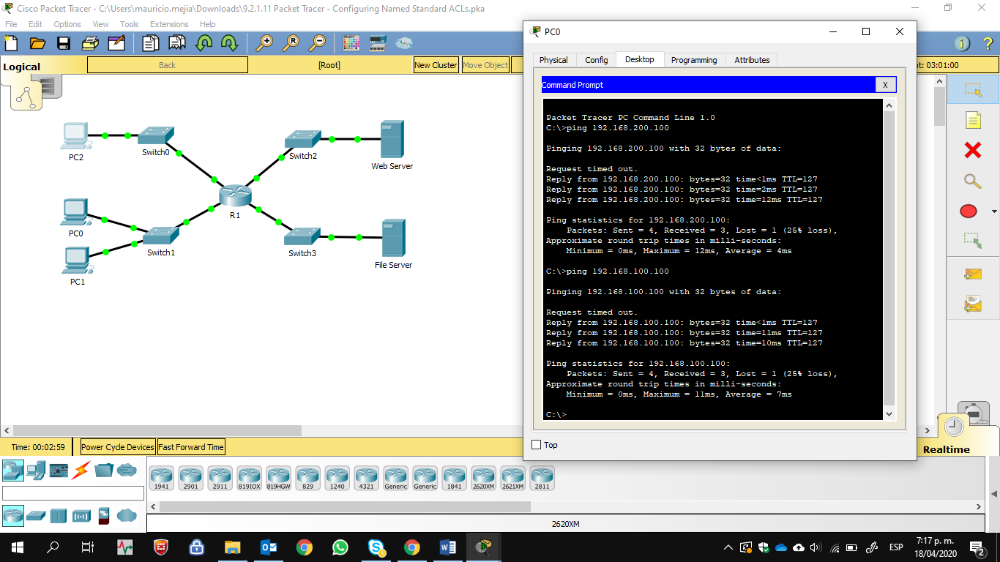 Cisco Packet Tracer - C:\Users\mauricio.mejia\Downloads\9.2.1.11 Packet Tracer - Configuring Named Standard ACLs.pka
File Edit Options View Tools Extensions Help
Logical
Back
[Root]
New Cluster
Move Object
nt: 03:01:00
PC2
Switch0
Switch2
Web Server
R1
PC0
Switch1
Switch3
PC1
File Server
PC0
Physical Config Desktop Programming Attributes
Command Prompt
X
Packet Tracer PC Command Line 1.0
C:\>ping 192.168.200.100
Pinging 192.168.200.100 with 32 bytes of data:
Request timed out.
Reply from 192.168.200.100: bytes=32 time<1ms TTL=127
Reply from 192.168.200.100: bytes=32 time=2ms TTL=127
Reply from 192.168.200.100: bytes=32 time=12ms TTL=127
Ping statistics for 192.168.200.100:
Packets: Sent = 4, Received = 3, Lost = 1 (25% loss),
Approximate round trip times in milli-seconds:
Minimum = 0ms, Maximum = 12ms, Average = 4ms
C:\>ping 192.168.100.100
Pinging 192.168.100.100 with 32 bytes of data:
Request timed out.
Reply from 192.168.100.100: bytes=32 time<1ms TTL=127
Reply from 192.168.100.100: bytes=32 time=11ms TTL=127
Reply from 192.168.100.100: bytes=32 time=10ms TTL=127
Ping statistics for 192.168.100.100:
Packets: Sent = 4, Received = 3, Lost = 1 (25% loss),
Approximate round trip times in milli-seconds:
Minimum = 0ms, Maximum = 11ms, Average = 7ms
C:\>
Top
Time: 00:02:59
Power Cycle Devices
Fast Forward Time
Realtime
1941 2901 2911 819IOX 819HGW 829 1240 4321 Generic Generic 1841 2620XM 2621XM 2811
2620XM
ESP
7:17 p. m.
18/04/2020
2